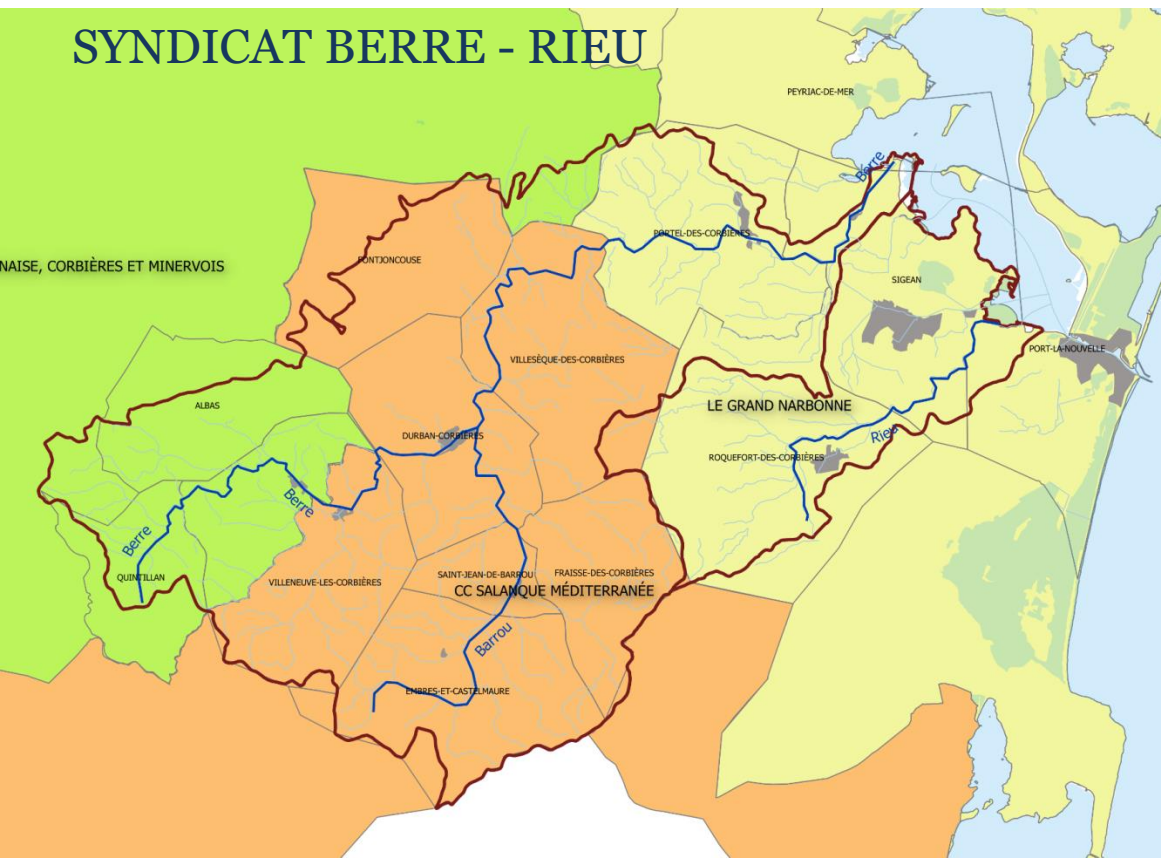 SYNDICAT BERRE - RIEU
PEYRIAC-DE-MER
Berre
PORTEL-DES-CORBIÈRES
FONTJONCOUSE
NAISE, CORBIÈRES ET MINERVOIS
SIGEAN
PORT-LA-NOUVELLE
VILLESÈQUE-DES-CORBIÈRES
ALBAS
LE GRAND NARBONNE
DURBAN-CORBIÈRES
Rieu
ROQUEFORT-DES-CORBIÈRES
Berre
Berre
QUINTILLAN
VILLENEUVE-LES-CORBIÈRES
SAINT-JEAN-DE-BARROU
FRAISSE-DES-CORBIÈRES
CC SALANQUE MÉDITERRANÉE
Barrou
EMBRES-ET-CASTELMAURE